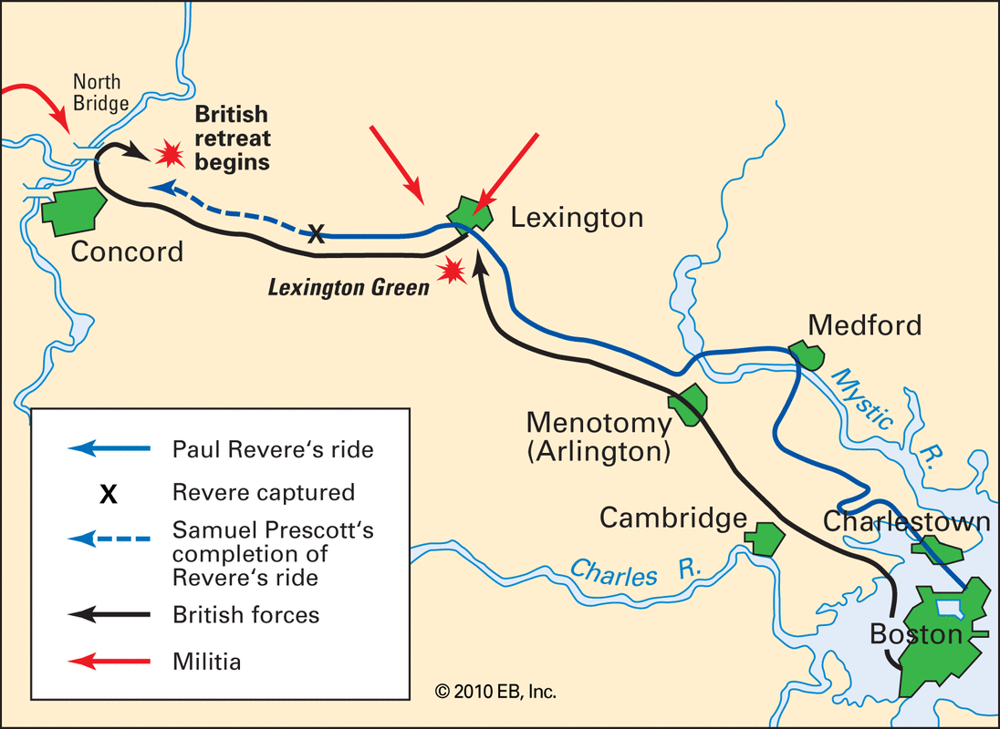 North
Bridge
British
retreat
begins
Lexington
Concord
Lexington Green
Medford
Mystic R.
Menotomy
(Arlington)
Cambridge
Charlestown
Charles R.
Boston
Paul Revere‘s ride
X
Revere captured
Samuel Prescott‘s
completion of
Revere‘s ride
British forces
Militia
X
© 2010 EB, Inc.